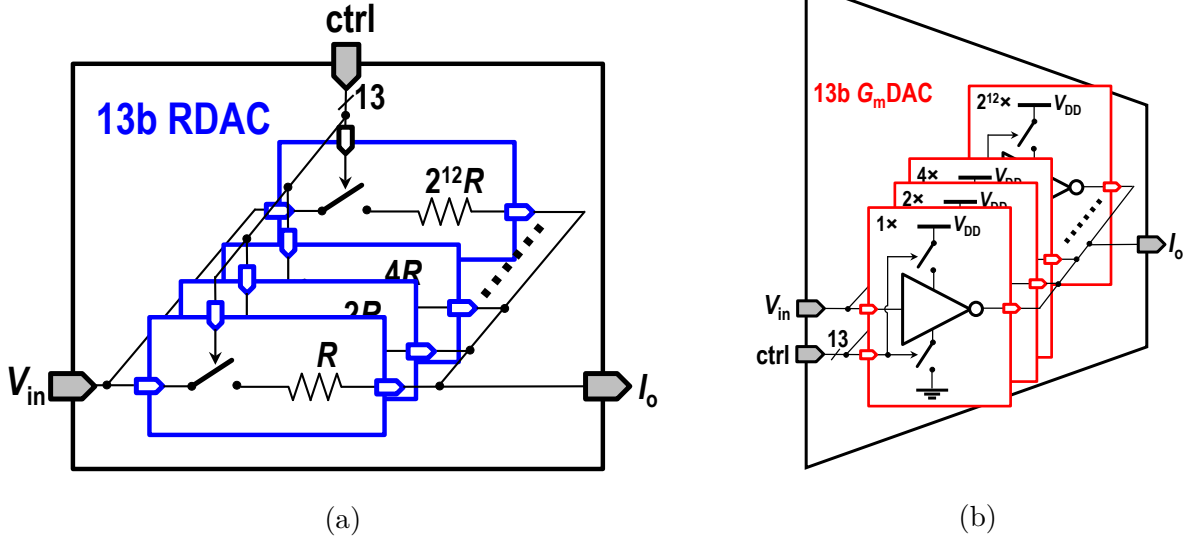 ctrl
13
13b RDAC
2¹²R
4R
2R
R
Vin
Io
(a)
13b GmDAC
2¹²×
VDD
4×
VDD
2×
VDD
1×
VDD
Vin
ctrl
13
Io
(b)